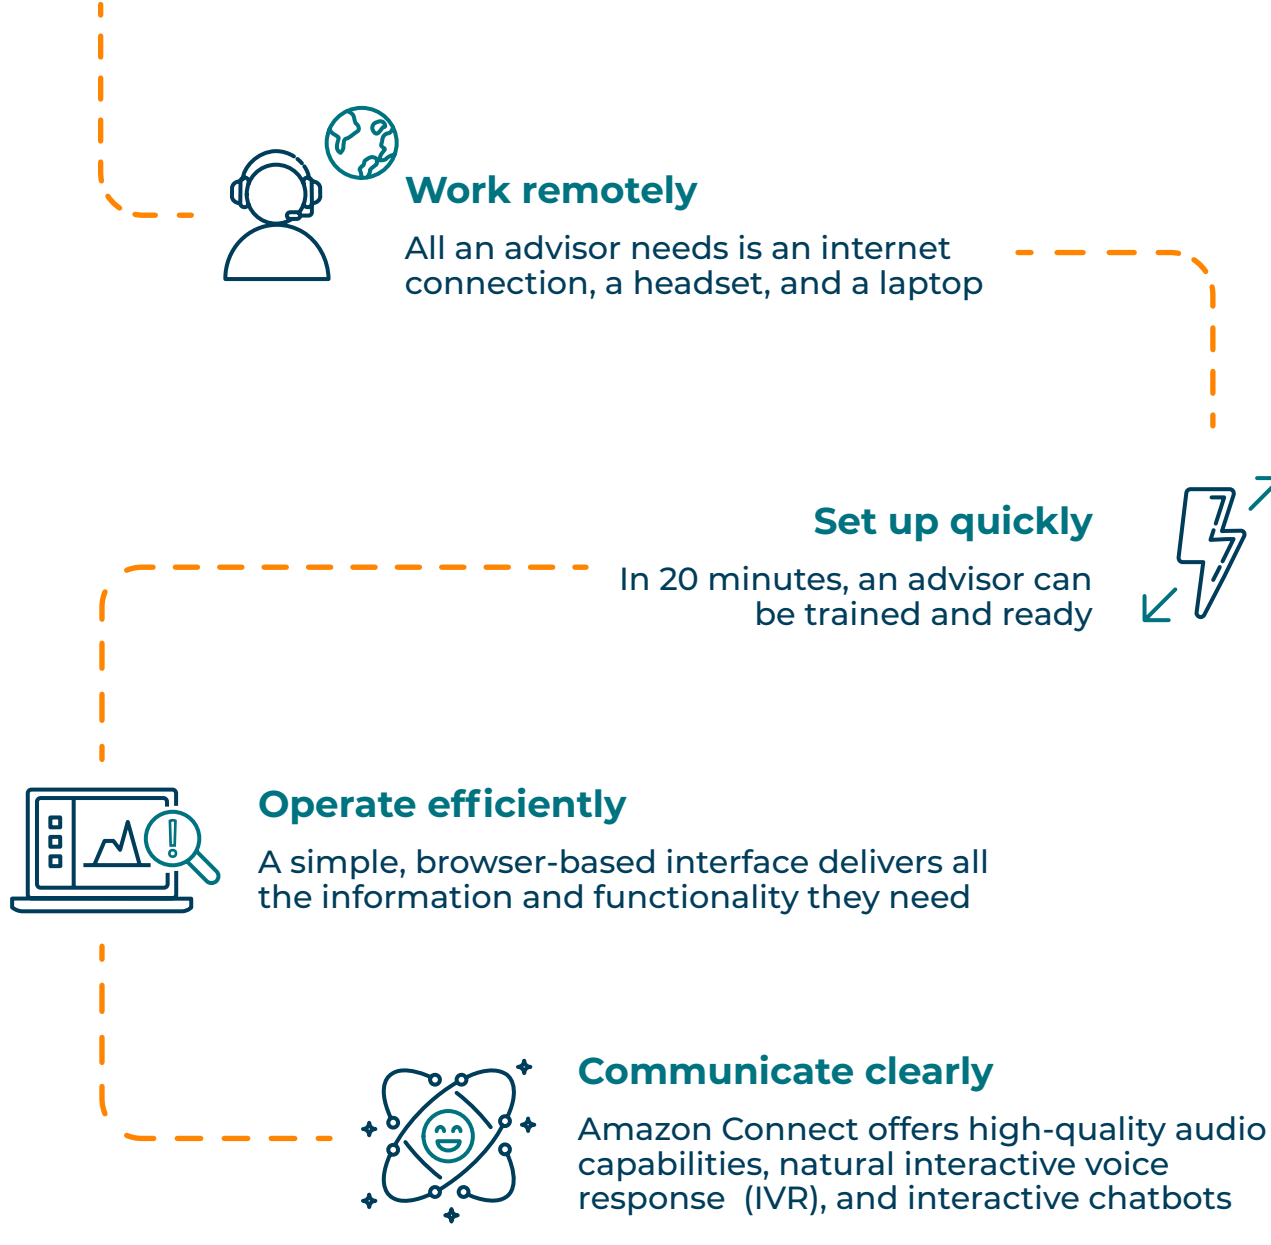 Work remotely
All an advisor needs is an internet
connection, a headset, and a laptop
Set up quickly
In 20 minutes, an advisor can
be trained and ready
Operate efficiently
A simple, browser-based interface delivers all
the information and functionality they need
Communicate clearly
Amazon Connect offers high-quality audio
capabilities, natural interactive voice
response  (IVR), and interactive chatbots